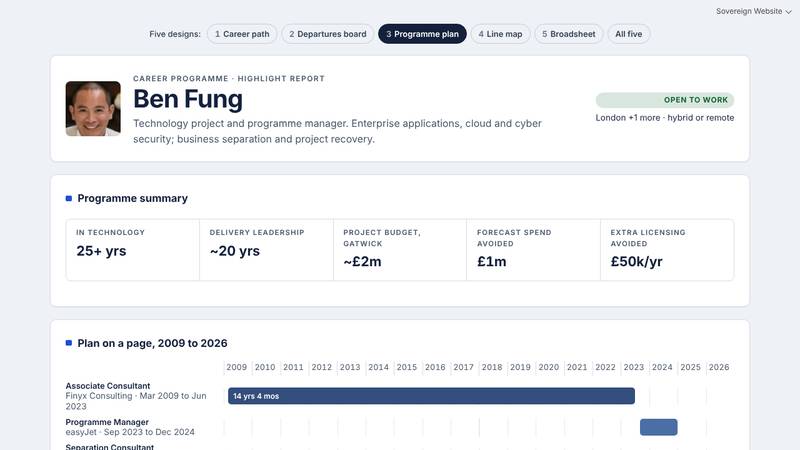 Sovereign Website
Five designs: 1 Career path 2 Departures board 3 Programme plan 4 Line map 5 Broadsheet All five
CAREER PROGRAMME · HIGHLIGHT REPORT
Ben Fung
Technology project and programme manager. Enterprise applications, cloud and cyber
security; business separation and project recovery.
OPEN TO WORK
London +1 more · hybrid or remote
Programme summary
IN TECHNOLOGY
25+ yrs
DELIVERY LEADERSHIP
~20 yrs
PROJECT BUDGET,
GATWICK
~£2m
FORECAST SPEND
AVOIDED
£1m
EXTRA LICENSING
AVOIDED
£50k/yr
Plan on a page, 2009 to 2026
2009 2010 2011 2012 2013 2014 2015 2016 2017 2018 2019 2020 2021 2022 2023 2024 2025 2026
Associate Consultant
Finyx Consulting · Mar 2009 to Jun
2023
14 yrs 4 mos
Programme Manager
easyJet · Sep 2023 to Dec 2024
Separation Consultant